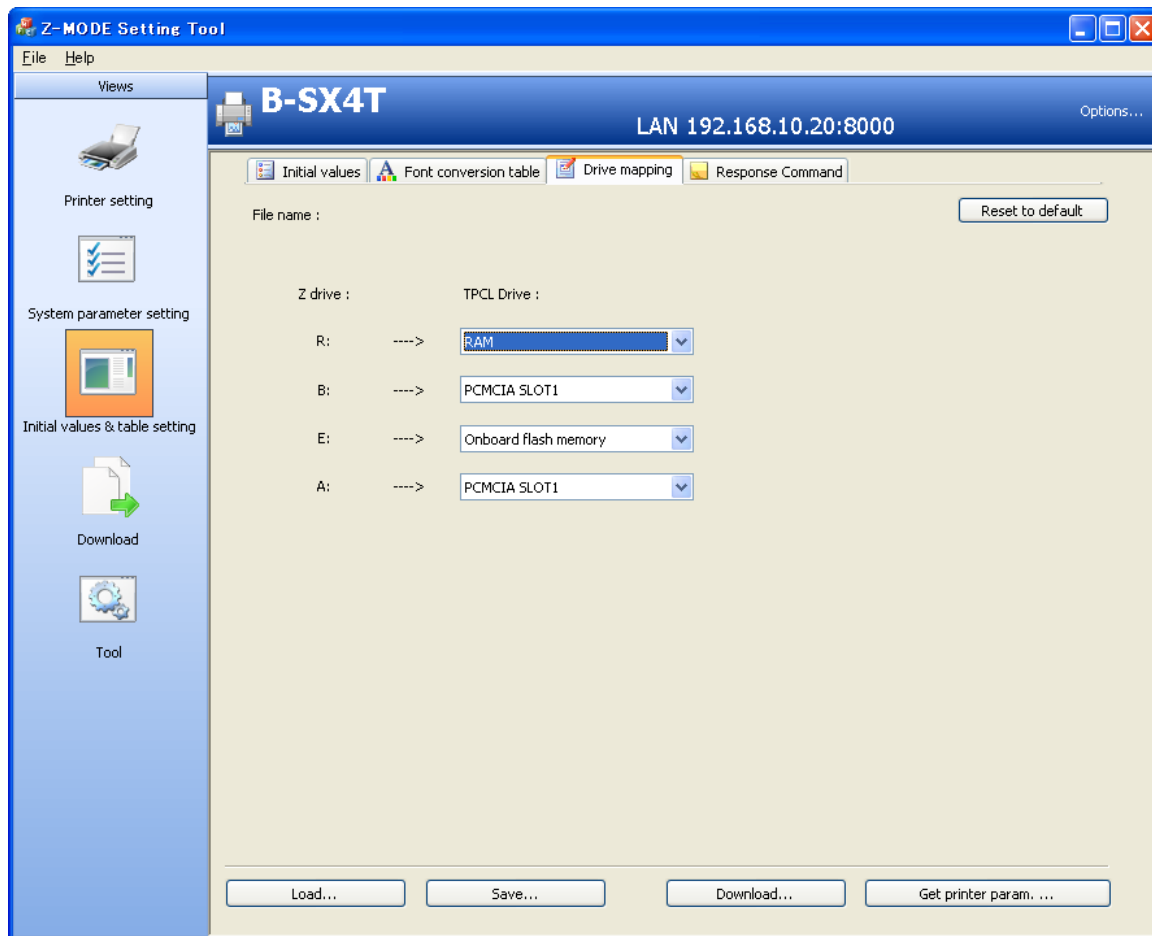 Z-MODE Setting Tool
File Help
Views
Printer setting
System parameter setting
Initial values & table setting
Download
Tool
B-SX4T
LAN 192.168.10.20:8000
Options...
Initial values Font conversion table Drive mapping Response Command
File name :
Reset to default
Z drive : TPCL Drive :
R: ----> RAM
B: ----> PCMCIA SLOT1
E: ----> Onboard flash memory
A: ----> PCMCIA SLOT1
Load... Save... Download... Get printer param. ...